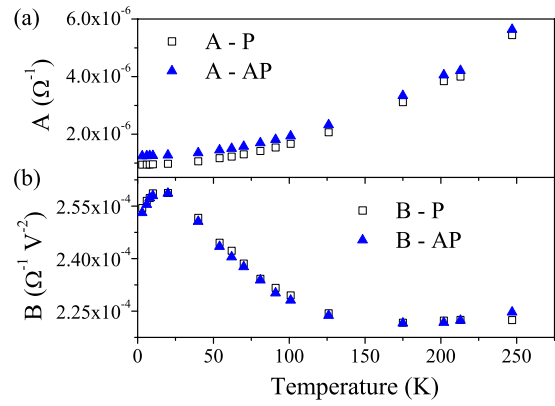 (a)
6.0x10⁻⁶
4.0x10⁻⁶
2.0x10⁻⁶
A (Ω⁻¹)
A - P
A - AP
(b)
2.55x10⁻⁴
2.40x10⁻⁴
2.25x10⁻⁴
B (Ω⁻¹ V⁻²)
B - P
B - AP
0 50 100 150 200 250
Temperature (K)